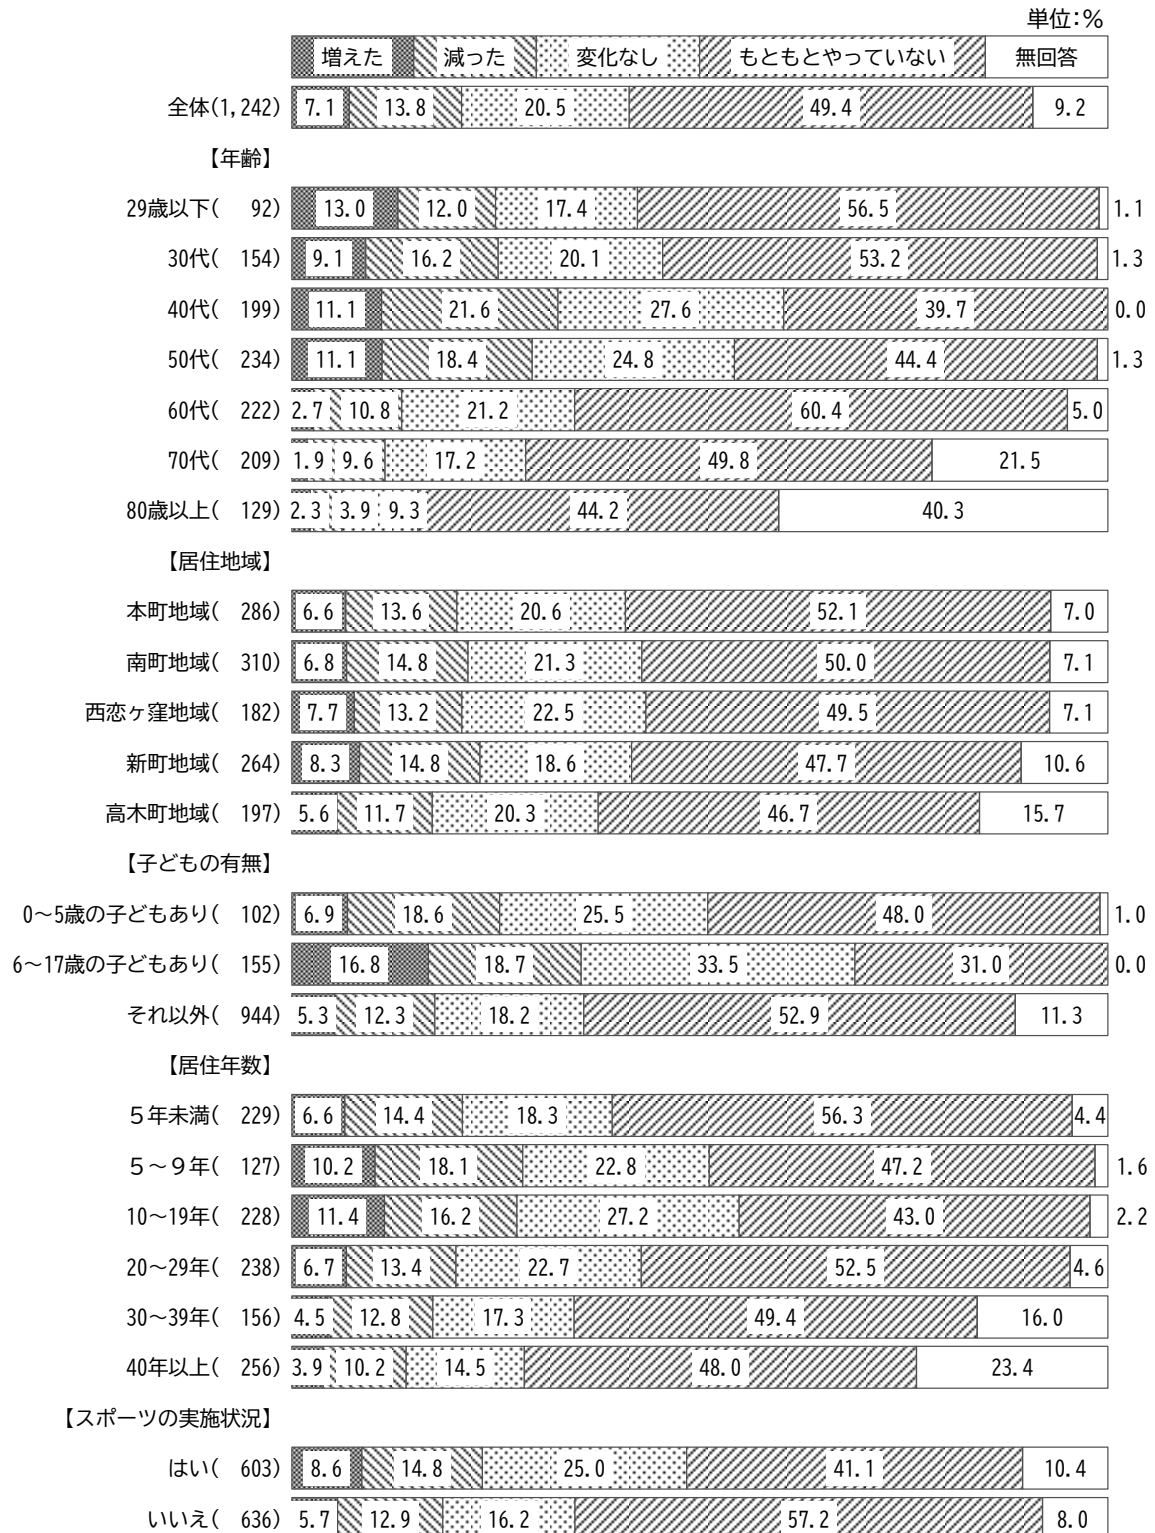 単位:%
増えた 減った 変化なし もともとやっていない 無回答
全体(1,242) 7.1 13.8 20.5 49.4 9.2
【年齢】
29歳以下( 92) 13.0 12.0 17.4 56.5 1.1
30代( 154) 9.1 16.2 20.1 53.2 1.3
40代( 199) 11.1 21.6 27.6 39.7 0.0
50代( 234) 11.1 18.4 24.8 44.4 1.3
60代( 222) 2.7 10.8 21.2 60.4 5.0
70代( 209) 1.9 9.6 17.2 49.8 21.5
80歳以上( 129) 2.3 3.9 9.3 44.2 40.3
【居住地域】
本町地域( 286) 6.6 13.6 20.6 52.1 7.0
南町地域( 310) 6.8 14.8 21.3 50.0 7.1
西恋ヶ窪地域( 182) 7.7 13.2 22.5 49.5 7.1
新町地域( 264) 8.3 14.8 18.6 47.7 10.6
高木町地域( 197) 5.6 11.7 20.3 46.7 15.7
【子どもの有無】
0～5歳の子どもあり( 102) 6.9 18.6 25.5 48.0 1.0
6～17歳の子どもあり( 155) 16.8 18.7 33.5 31.0 0.0
それ以外( 944) 5.3 12.3 18.2 52.9 11.3
【居住年数】
５年未満( 229) 6.6 14.4 18.3 56.3 4.4
５～９年( 127) 10.2 18.1 22.8 47.2 1.6
10～19年( 228) 11.4 16.2 27.2 43.0 2.2
20～29年( 238) 6.7 13.4 22.7 52.5 4.6
30～39年( 156) 4.5 12.8 17.3 49.4 16.0
40年以上( 256) 3.9 10.2 14.5 48.0 23.4
【スポーツの実施状況】
はい( 603) 8.6 14.8 25.0 41.1 10.4
いいえ( 636) 5.7 12.9 16.2 57.2 8.0